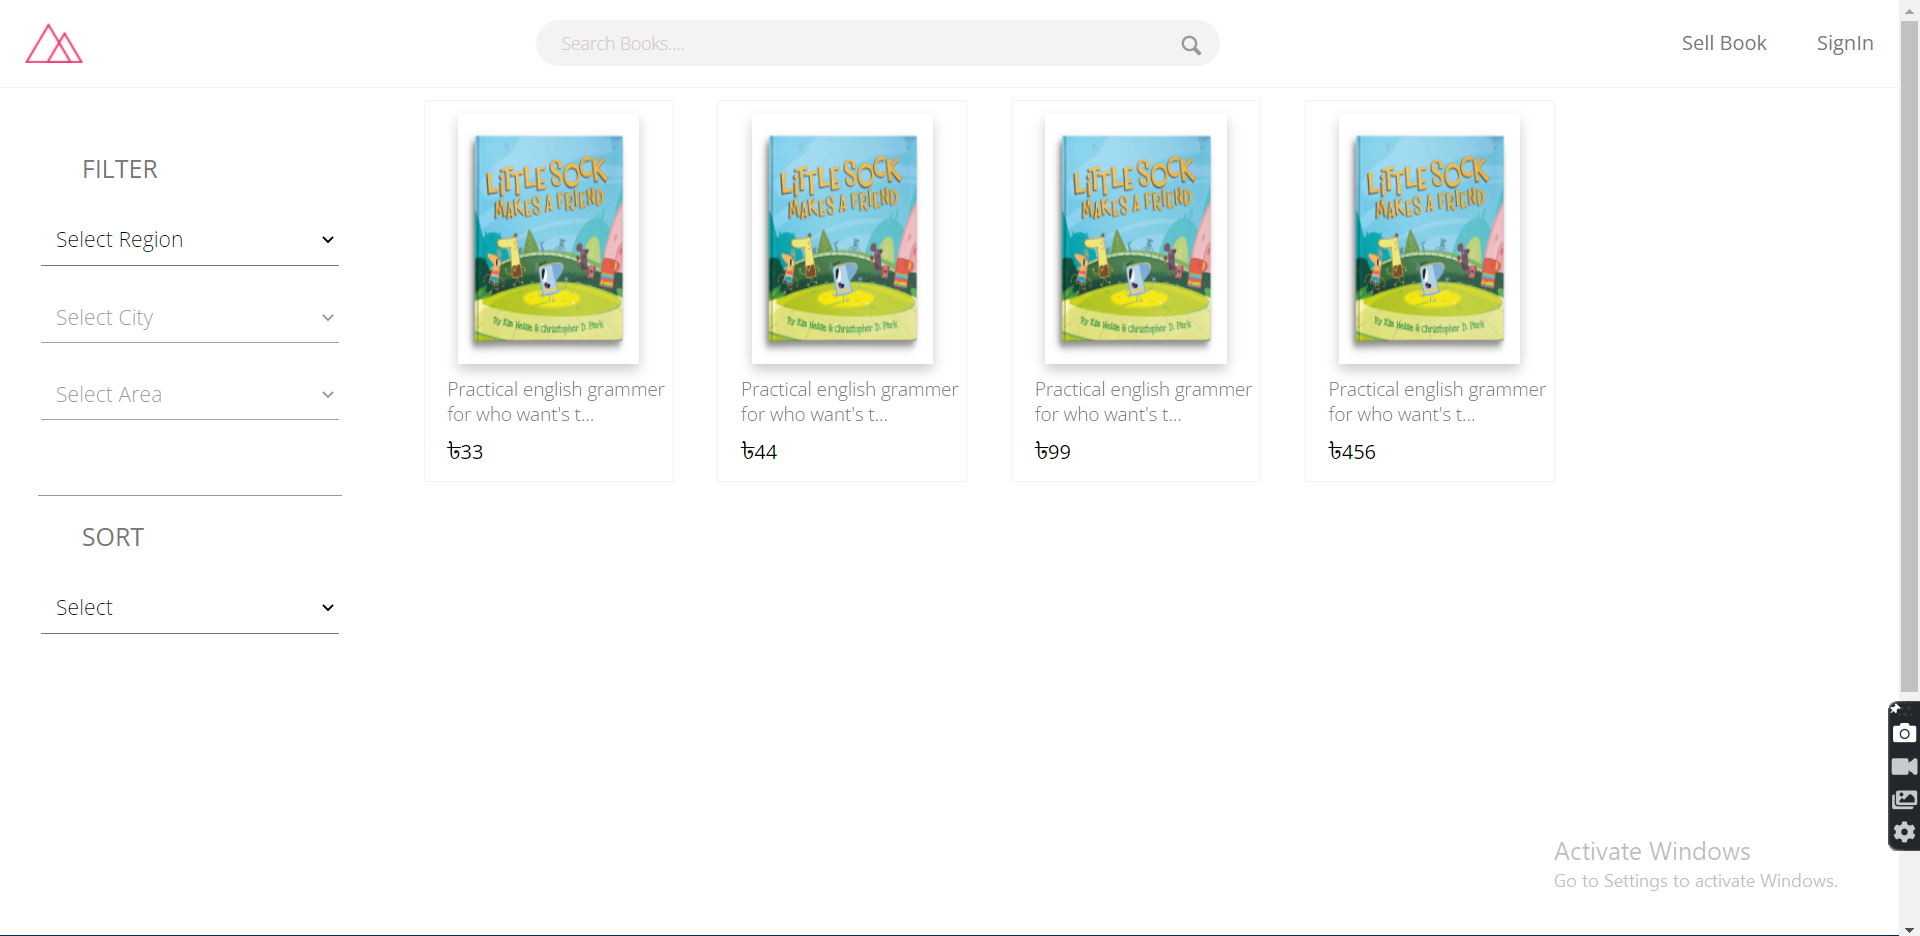 Search Books....
Sell Book
SignIn
FILTER
Select Region
Select City
Select Area
SORT
Select
LITTLE SOCK
MAKES A FRIEND
By Kim Heise & Christopher D. Park
Practical english grammer
for who want's t...
৳33
LITTLE SOCK
MAKES A FRIEND
By Kim Heise & Christopher D. Park
Practical english grammer
for who want's t...
৳44
LITTLE SOCK
MAKES A FRIEND
By Kim Heise & Christopher D. Park
Practical english grammer
for who want's t...
৳99
LITTLE SOCK
MAKES A FRIEND
By Kim Heise & Christopher D. Park
Practical english grammer
for who want's t...
৳456
Activate Windows
Go to Settings to activate Windows.